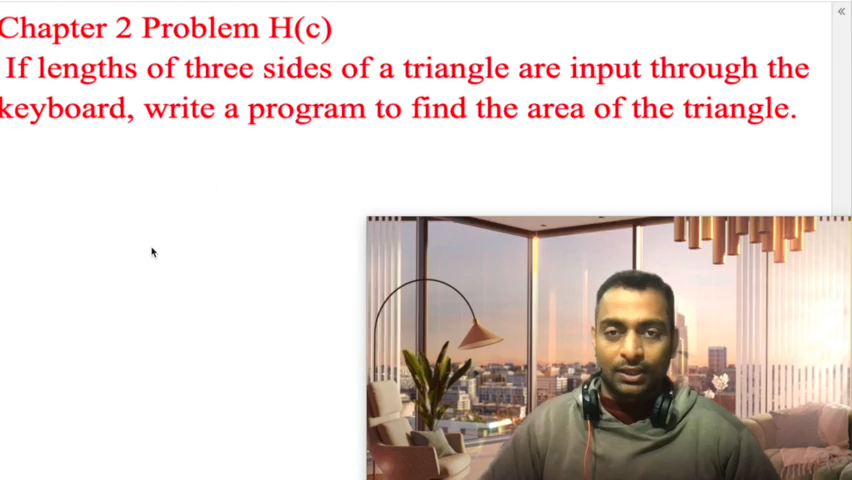 Chapter 2 Problem H(c)
If lengths of three sides of a triangle are input through the
keyboard, write a program to find the area of the triangle.